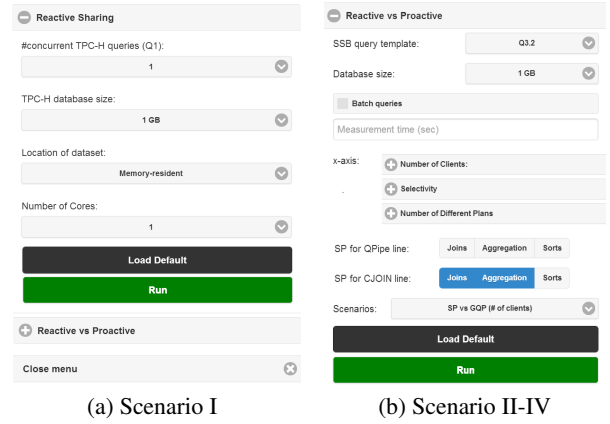 Reactive Sharing
#concurrent TPC-H queries (Q1):
1
TPC-H database size:
1 GB
Location of dataset:
Memory-resident
Number of Cores:
1
Load Default
Run
Reactive vs Proactive
Close menu
(a) Scenario I
Reactive vs Proactive
SSB query template: Q3.2
Database size: 1 GB
Batch queries
Measurement time (sec)
x-axis: Number of Clients:
. Selectivity
Number of Different Plans
SP for QPipe line: Joins Aggregation Sorts
SP for CJOIN line: Joins Aggregation Sorts
Scenarios: SP vs GQP (# of clients)
Load Default
Run
(b) Scenario II-IV